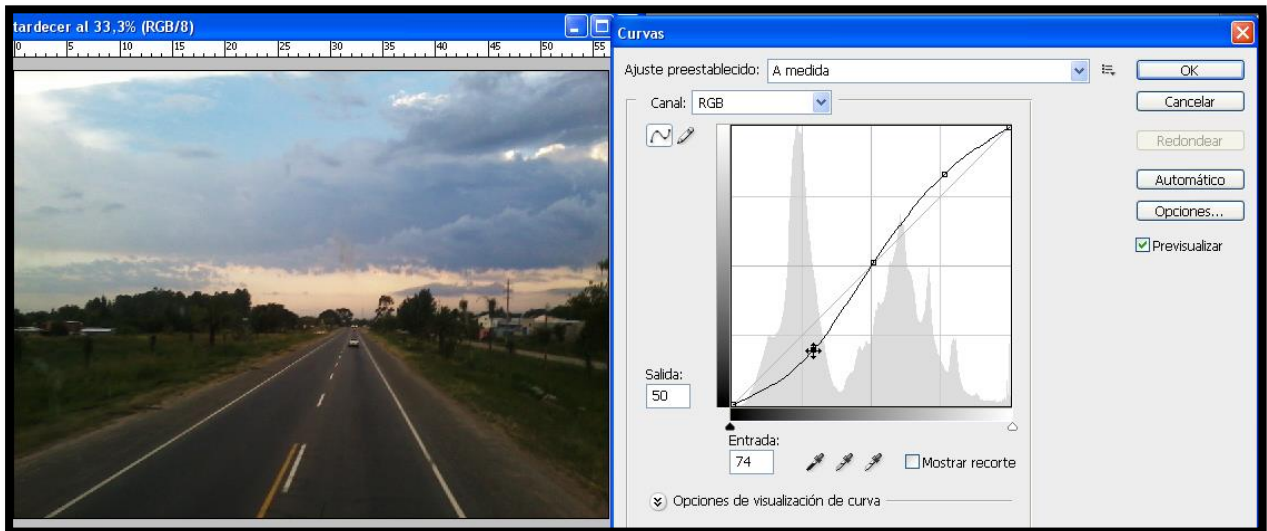 tardecer al 33,3% (RGB/8)
0 5 10 15 20 25 30 35 40 45 50 55
Curvas
Ajuste preestablecido: A medida
OK
Canal: RGB
Cancelar
Redondear
Automático
Opciones...
Previsualizar
Salida:
50
Entrada:
74
Mostrar recorte
Opciones de visualización de curva